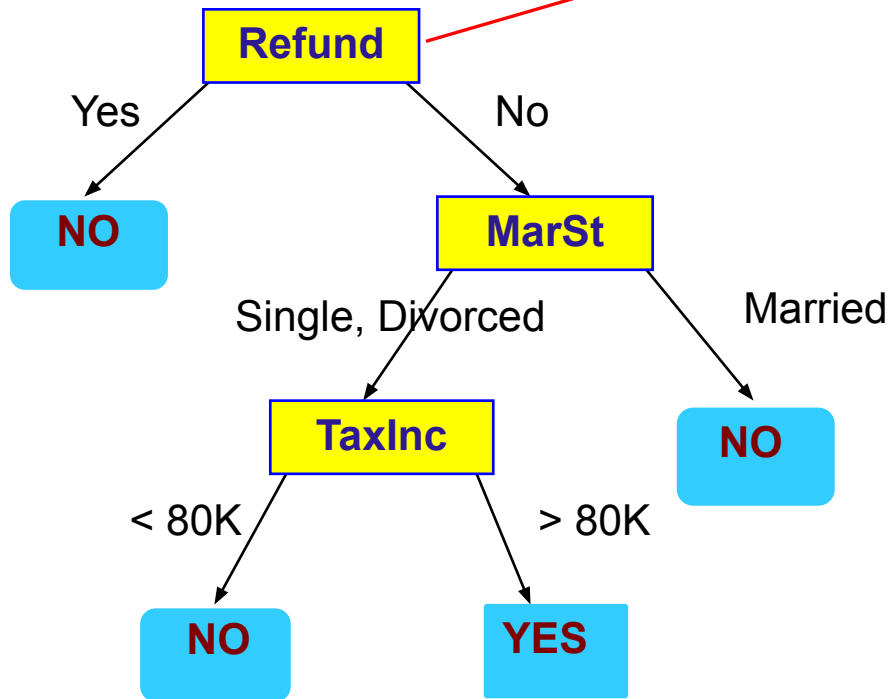 Refund
Yes
No
NO
MarSt
Single, Divorced
Married
TaxInc
NO
< 80K
> 80K
NO
YES